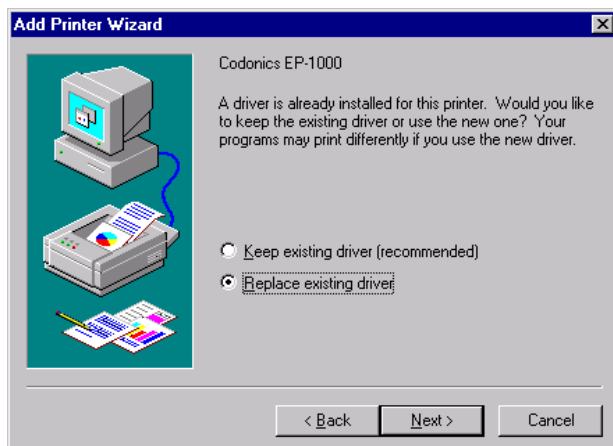 Add Printer Wizard
Codonics EP-1000
A driver is already installed for this printer. Would you like
to keep the existing driver or use the new one? Your
programs may print differently if you use the new driver.
Keep existing driver (recommended)
Replace existing driver
< Back Next > Cancel